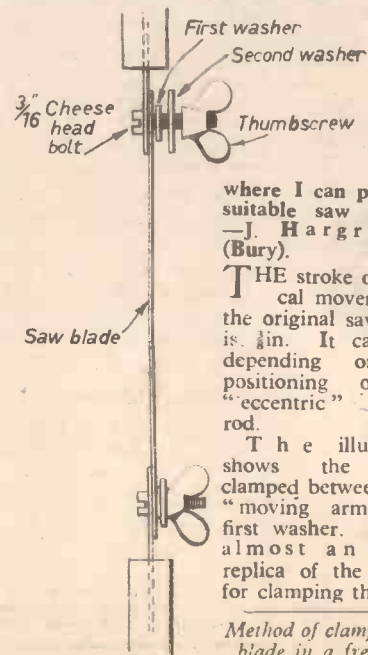 First washer
Second washer
3/16" Cheese
head
bolt
Thumbscrew
Saw blade
where I can p
suitable saw
—J. Hargr
(Bury).
THE stroke o
cal mover
the original sav
is ⅜in. It ca
depending or
positioning o
"eccentric"
rod.
The illu
shows the
clamped between
"moving arm
first washer.
almost an
replica of the
for clamping th
Method of clamp
blade in a fre